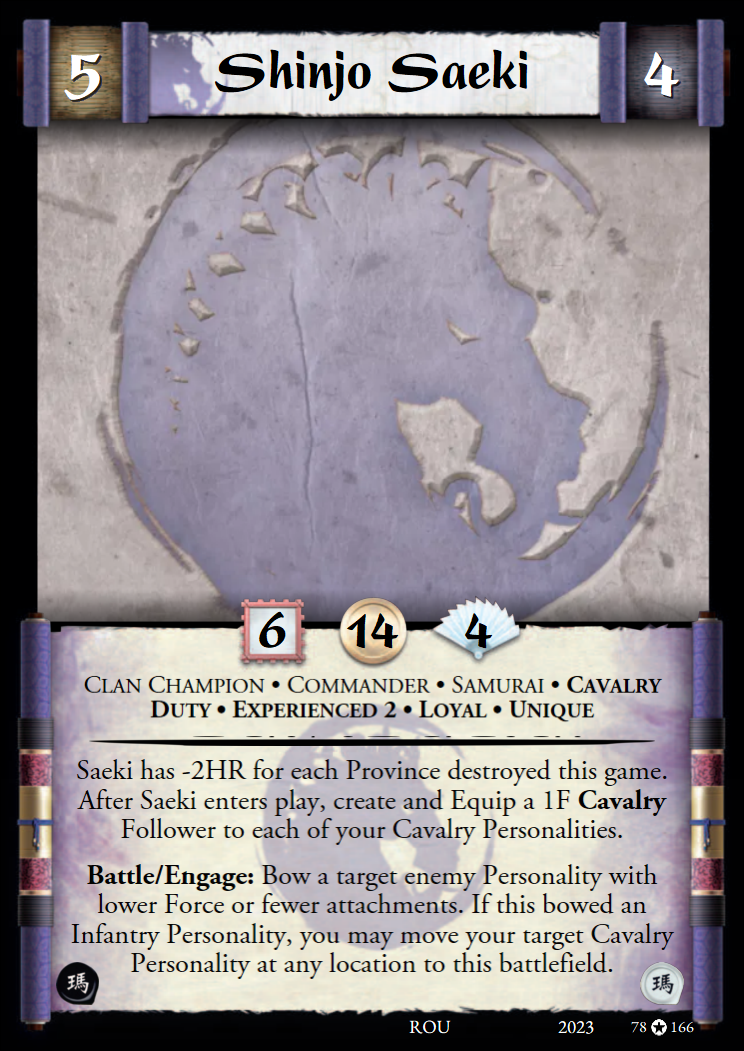 5 Shinjo Saeki 4
6 14 4
Clan Champion • Commander • Samurai • Cavalry
Duty • Experienced 2 • Loyal • Unique
Saeki has -2HR for each Province destroyed this game.
After Saeki enters play, create and Equip a 1F Cavalry
Follower to each of your Cavalry Personalities.
Battle/Engage: Bow a target enemy Personality with
lower Force or fewer attachments. If this bowed an
Infantry Personality, you may move your target Cavalry
Personality at any location to this battlefield.
瑪 瑪
ROU 2023 78 166